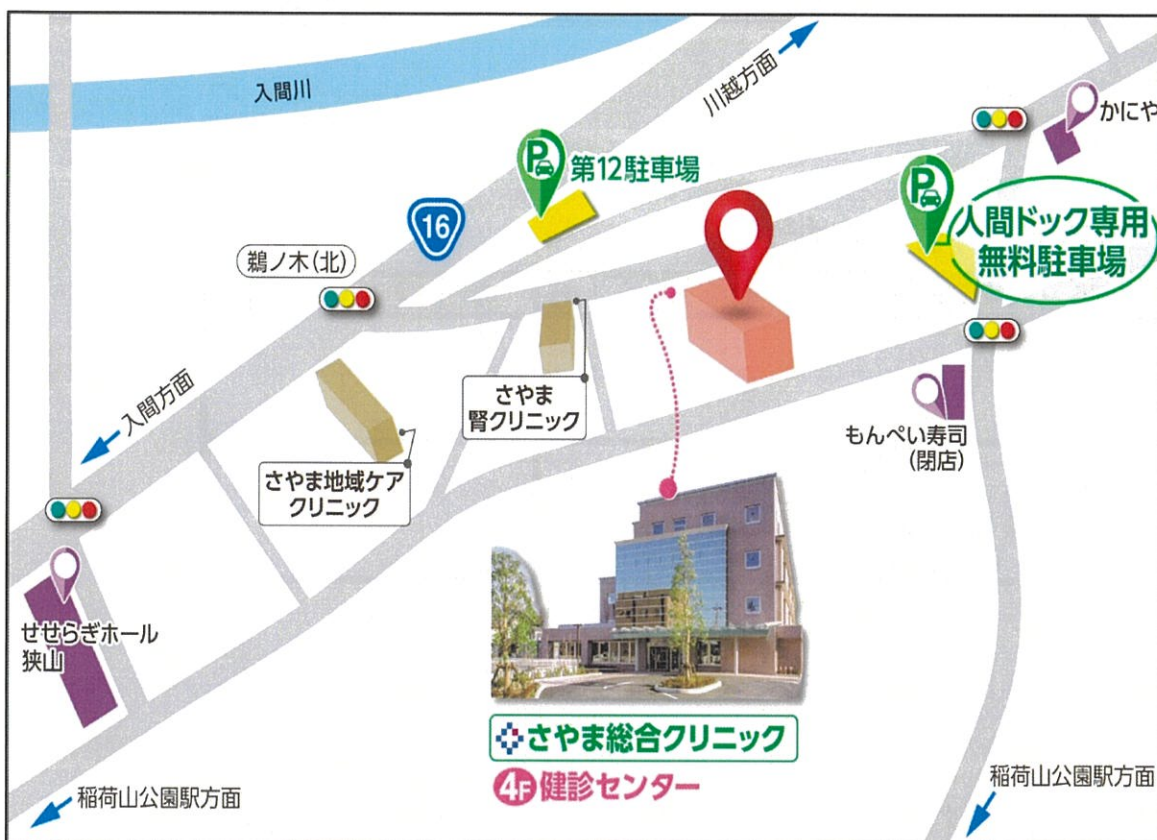 入間川
川越方面
かにや
P
第12駐車場
P
人間ドック専用
無料駐車場
16
鵜ノ木(北)
入間方面
さやま
腎クリニック
さやま地域ケア
クリニック
もんぺい寿司
(閉店)
せせらぎホール
狭山
さやま総合クリニック
4F 健診センター
稲荷山公園駅方面
稲荷山公園駅方面